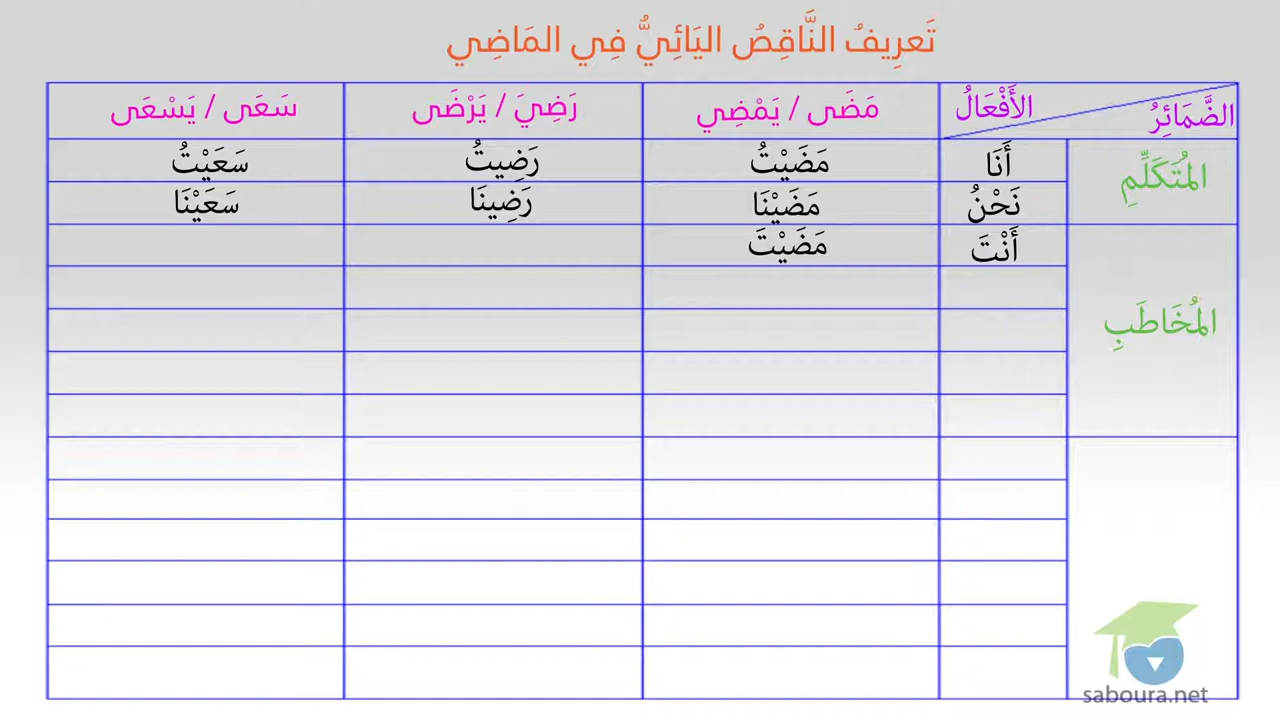 تَعرِيفُ النَّاقِصُ اليَائِيُّ فِي المَاضِي
الضَّمَائِرُ الأَفْعَالُ مَضَى / يَمْضِي رَضِيَ / يَرْضَى سَعَى / يَسْعَى
المُتَكَلِّمِ أَنَا مَضَيْتُ رَضِيتُ سَعَيْتُ
نَحْنُ مَضَيْنَا رَضِينَا سَعَيْنَا
أَنْتَ مَضَيْتَ
المُخَاطَبِ
saboura.net